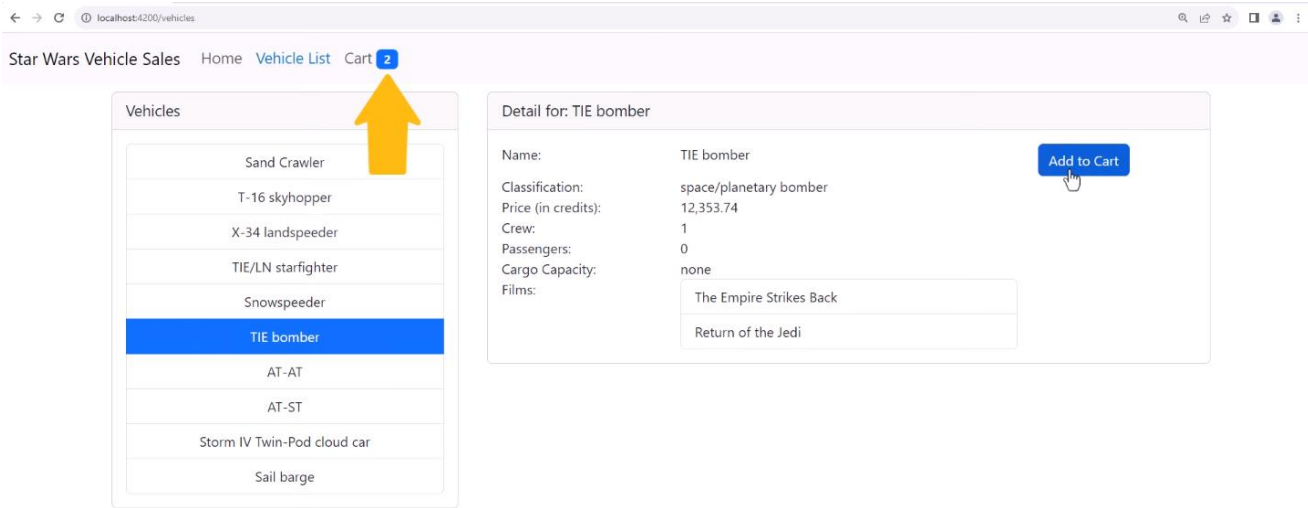 localhost:4200/vehicles
Star Wars Vehicle Sales Home Vehicle List Cart 2
Vehicles
Sand Crawler
T-16 skyhopper
X-34 landspeeder
TIE/LN starfighter
Snowspeeder
TIE bomber
AT-AT
AT-ST
Storm IV Twin-Pod cloud car
Sail barge
Detail for: TIE bomber
Name: TIE bomber Add to Cart
Classification: space/planetary bomber
Price (in credits): 12,353.74
Crew: 1
Passengers: 0
Cargo Capacity: none
Films: The Empire Strikes Back
Return of the Jedi